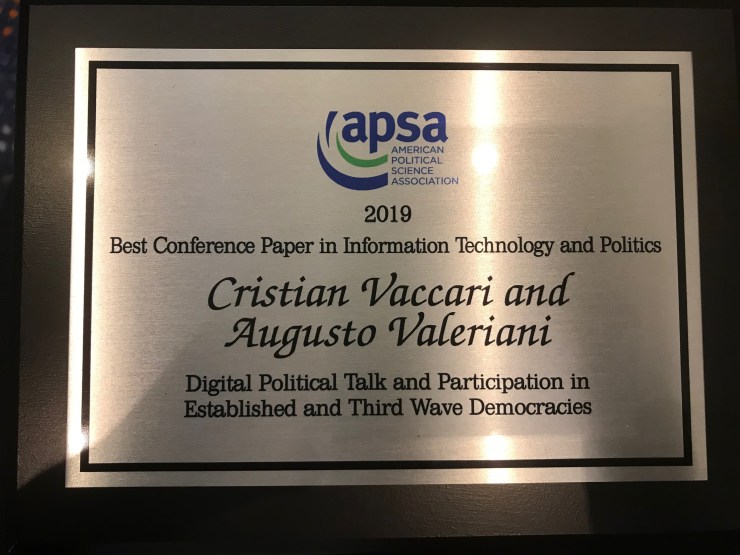 apsa
AMERICAN
POLITICAL
SCIENCE
ASSOCIATION
2019
Best Conference Paper in Information Technology and Politics
Cristian Vaccari and
Augusto Valeriani
Digital Political Talk and Participation in
Established and Third Wave Democracies